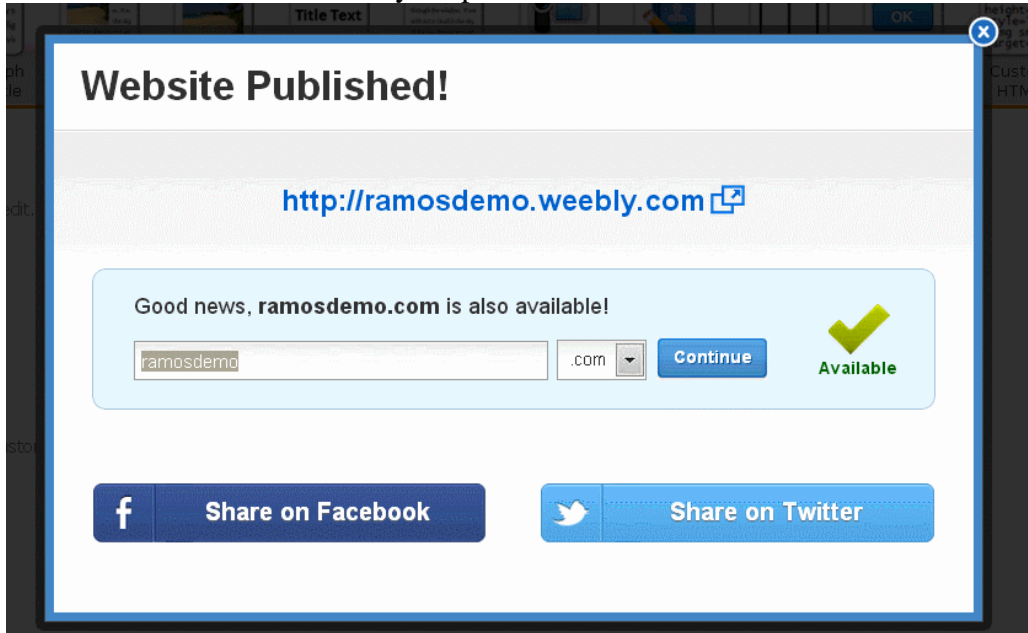 Title Text
OK
Website Published!
http://ramosdemo.weebly.com
Good news, ramosdemo.com is also available!
ramosdemo
.com
Continue
Available
f
Share on Facebook
Share on Twitter